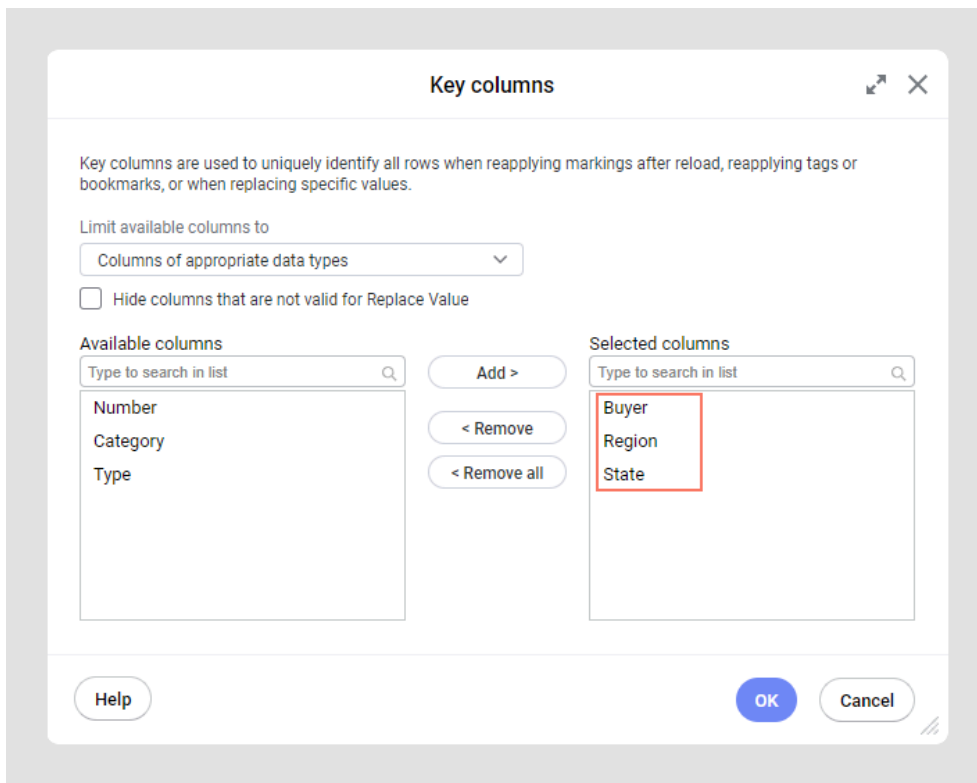 Key columns
Key columns are used to uniquely identify all rows when reapplying markings after reload, reapplying tags or
bookmarks, or when replacing specific values.
Limit available columns to
Columns of appropriate data types
Hide columns that are not valid for Replace Value
Available columns
Type to search in list
Number
Category
Type
Add >
< Remove
< Remove all
Selected columns
Type to search in list
Buyer
Region
State
Help
OK
Cancel